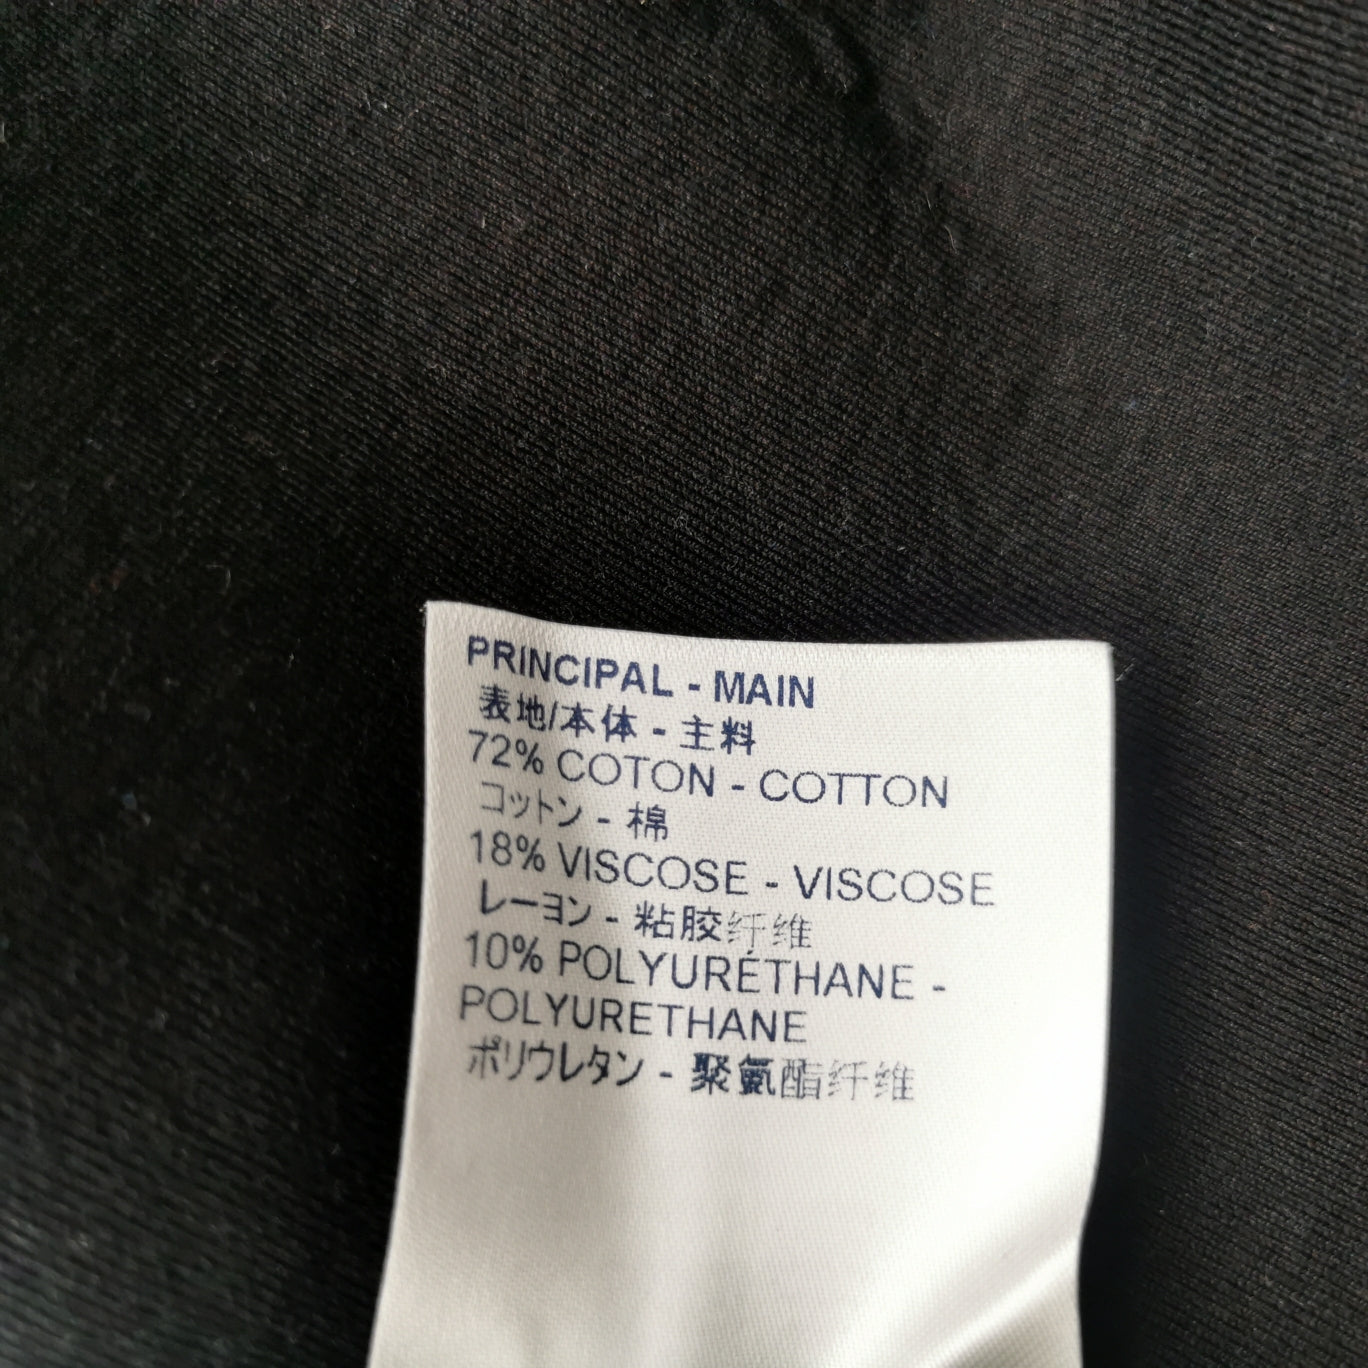 PRINCIPAL - MAIN
表地/本体 - 主料
72% COTON - COTTON
コットン - 棉
18% VISCOSE - VISCOSE
レーヨン - 粘胶纤维
10% POLYURÉTHANE -
POLYURETHANE
ポリウレタン - 聚氨酯纤维